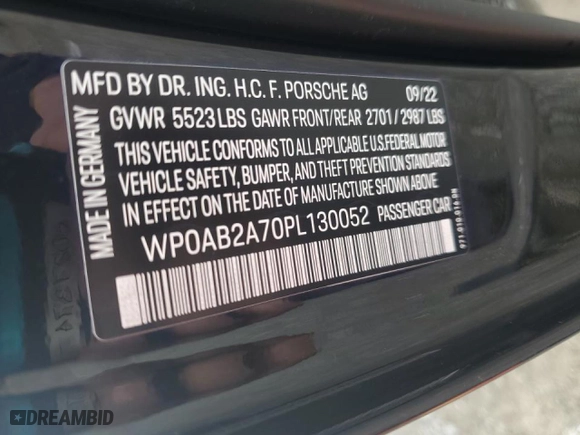 MFD BY DR. ING. H.C. F. PORSCHE AG 09/22
GVWR 5523 LBS GAWR FRONT/REAR 2701 / 2987 LBS
THIS VEHICLE CONFORMS TO ALL APPLICABLE U.S.FEDERAL MOTOR
VEHICLE SAFETY, BUMPER, AND THEFT PREVENTION STANDARDS
IN EFFECT ON THE DATE OF MANUFACTURE SHOWN ABOVE
WP0AB2A70PL130052 PASSENGER CAR
MADE IN GERMANY
DREAMBID